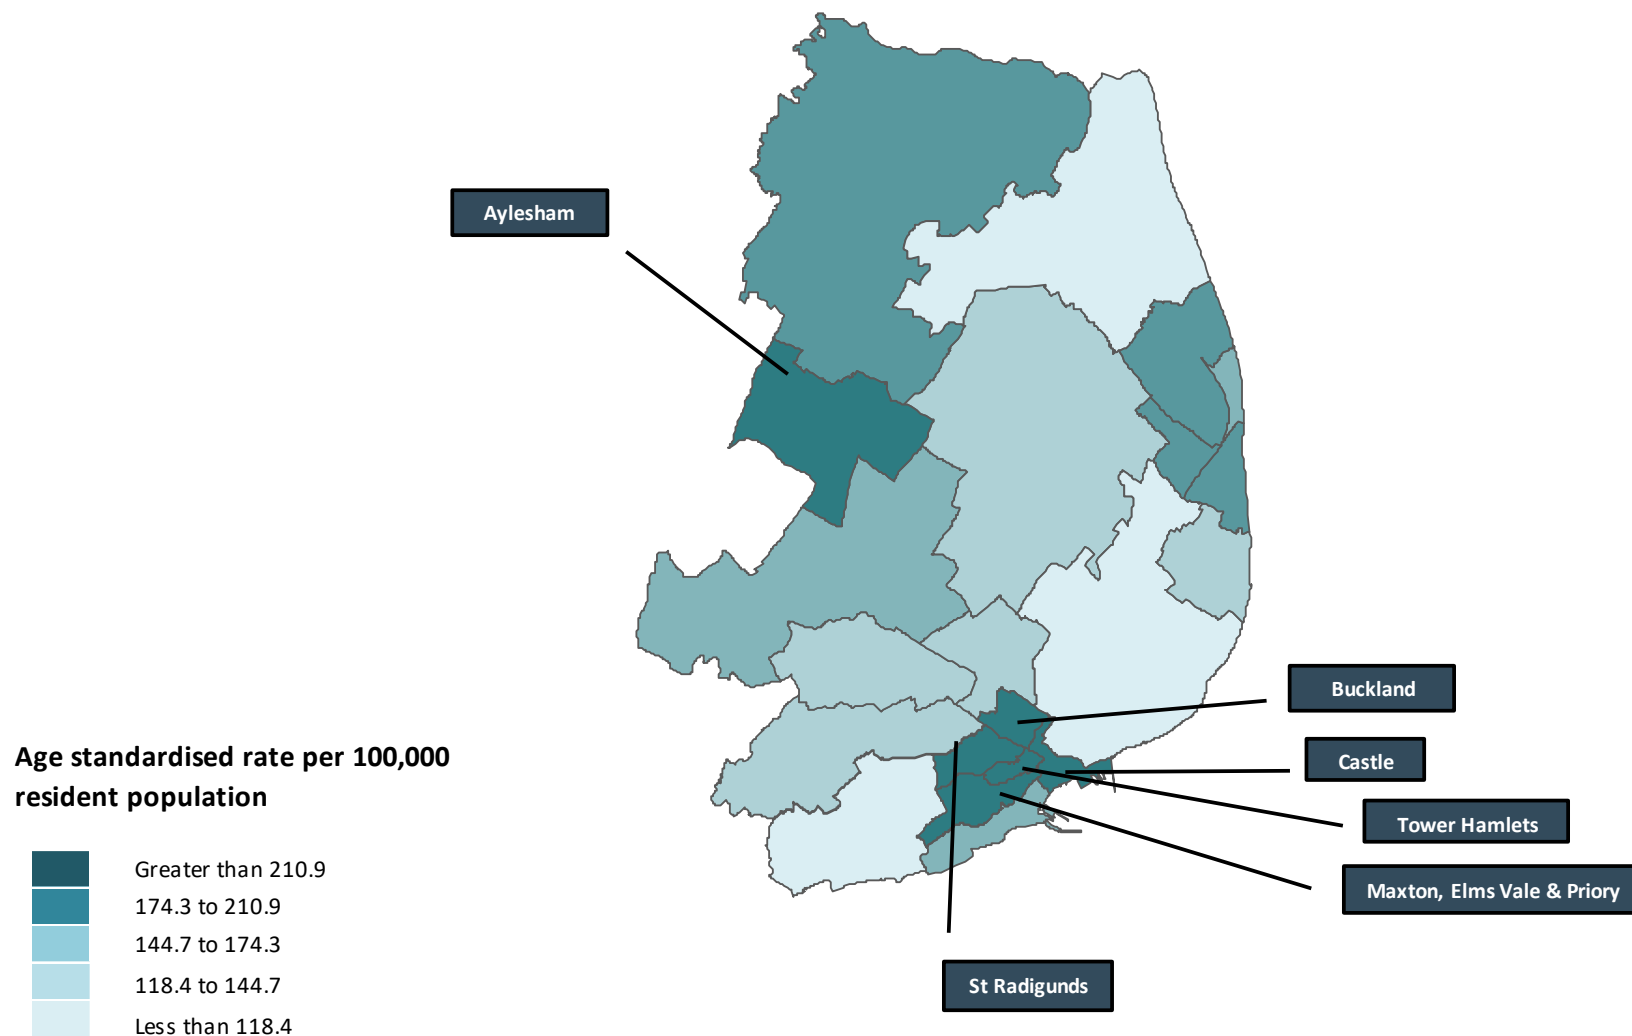 Aylesham
Buckland
Castle
Tower Hamlets
Maxton, Elms Vale & Priory
St Radigunds
Age standardised rate per 100,000
resident population
Greater than 210.9
174.3 to 210.9
144.7 to 174.3
118.4 to 144.7
Less than 118.4